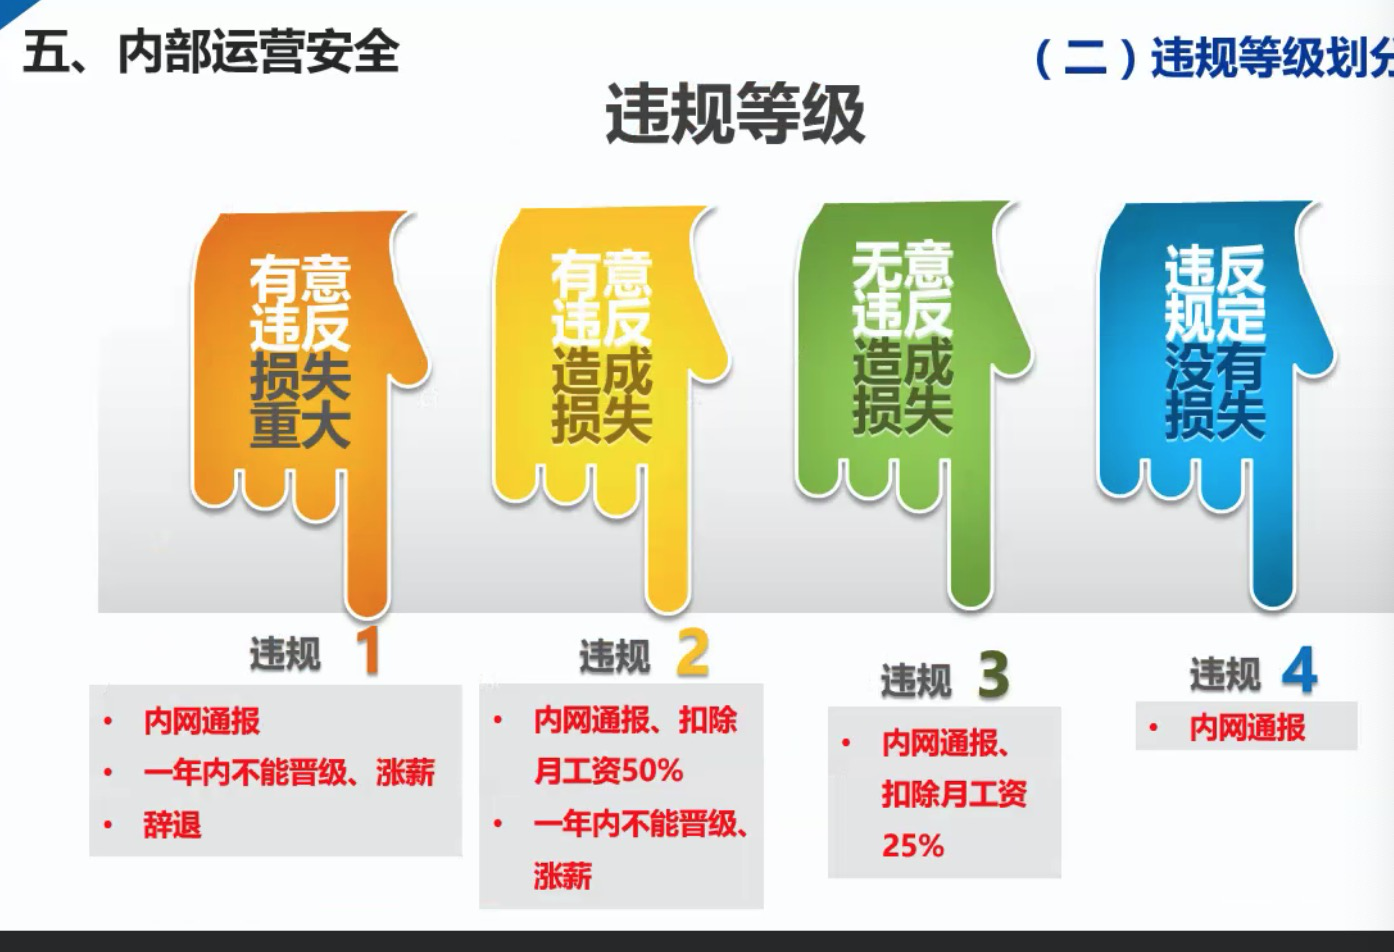 五、内部运营安全
（二）违规等级划分
违规等级
有意
违反
损失
重大
有意
违反
造成
损失
无意
违反
造成
损失
违反
规定
没有
损失
违规 1
• 内网通报
• 一年内不能晋级、涨薪
• 辞退
违规 2
• 内网通报、扣除
月工资50%
• 一年内不能晋级、
涨薪
违规 3
• 内网通报、
扣除月工资
25%
违规 4
• 内网通报